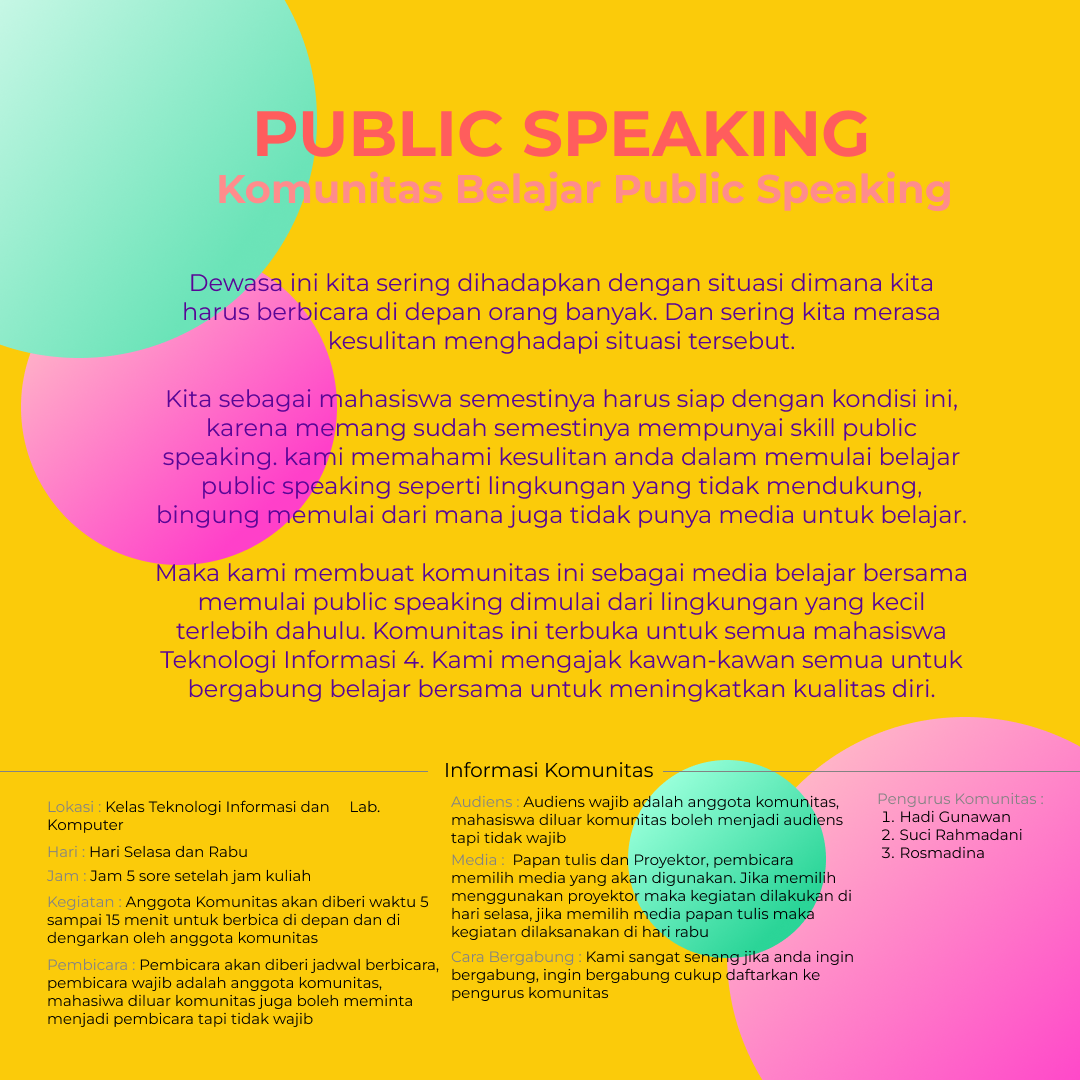 PUBLIC SPEAKING
Komunitas Belajar Public Speaking
Dewasa ini kita sering dihadapkan dengan situasi dimana kita
harus berbicara di depan orang banyak. Dan sering kita merasa
kesulitan menghadapi situasi tersebut.
Kita sebagai mahasiswa semestinya harus siap dengan kondisi ini,
karena memang sudah semestinya mempunyai skill public
speaking. kami memahami kesulitan anda dalam memulai belajar
public speaking seperti lingkungan yang tidak mendukung,
bingung memulai dari mana juga tidak punya media untuk belajar.
Maka kami membuat komunitas ini sebagai media belajar bersama
memulai public speaking dimulai dari lingkungan yang kecil
terlebih dahulu. Komunitas ini terbuka untuk semua mahasiswa
Teknologi Informasi 4. Kami mengajak kawan-kawan semua untuk
bergabung belajar bersama untuk meningkatkan kualitas diri.
Informasi Komunitas
Lokasi : Kelas Teknologi Informasi dan Lab.
Komputer
Hari : Hari Selasa dan Rabu
Jam : Jam 5 sore setelah jam kuliah
Kegiatan : Anggota Komunitas akan diberi waktu 5
sampai 15 menit untuk berbica di depan dan di
dengarkan oleh anggota komunitas
Pembicara : Pembicara akan diberi jadwal berbicara,
pembicara wajib adalah anggota komunitas,
mahasiwa diluar komunitas juga boleh meminta
menjadi pembicara tapi tidak wajib
Audiens : Audiens wajib adalah anggota komunitas,
mahasiswa diluar komunitas boleh menjadi audiens
tapi tidak wajib
Media : Papan tulis dan Proyektor, pembicara
memilih media yang akan digunakan. Jika memilih
menggunakan proyektor maka kegiatan dilakukan di
hari selasa, jika memilih media papan tulis maka
kegiatan dilaksanakan di hari rabu
Cara Bergabung : Kami sangat senang jika anda ingin
bergabung, ingin bergabung cukup daftarkan ke
pengurus komunitas
Pengurus Komunitas :
1. Hadi Gunawan
2. Suci Rahmadani
3. Rosmadina